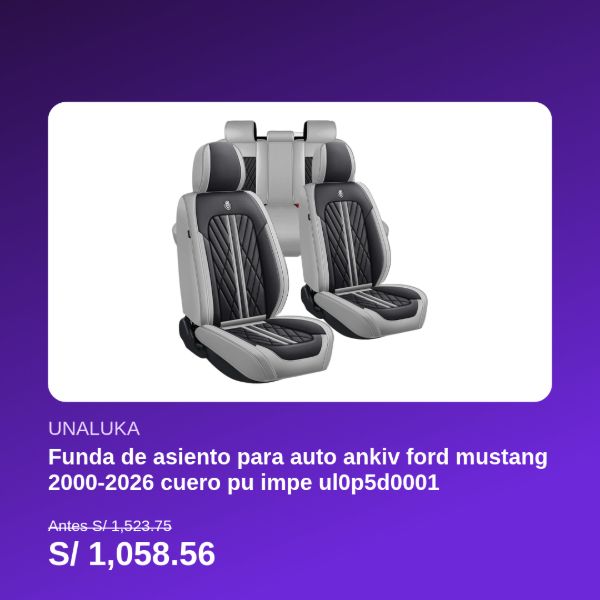 UNALUKA
Funda de asiento para auto ankiv ford mustang
2000-2026 cuero pu impe ul0p5d0001
Antes S/ 1,523.75
S/ 1,058.56